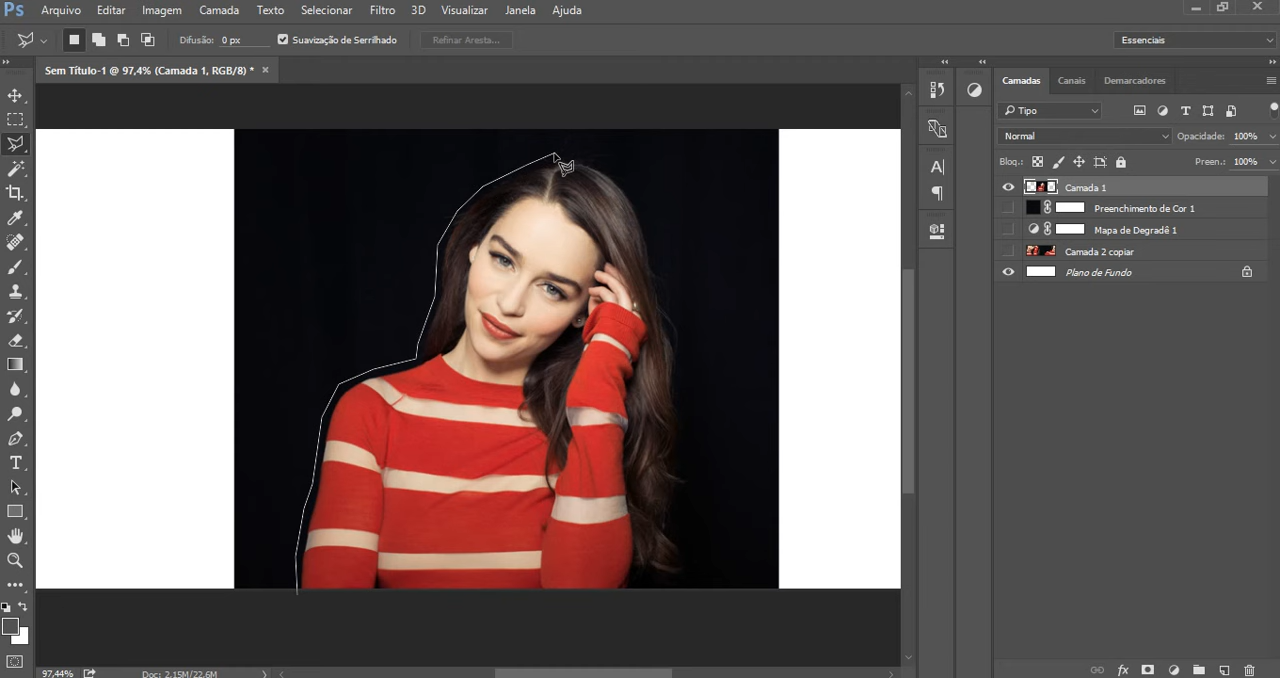 Ps Arquivo Editar Imagem Camada Texto Selecionar Filtro 3D Visualizar Janela Ajuda
Difusão: 0 px Suavização de Serrilhado Refinar Aresta... Essenciais
Sem Título-1 @ 97,4% (Camada 1, RGB/8) * ×
Camadas Canais Demarcadores
Tipo
Normal Opacidade: 100%
Bloq.: Preen.: 100%
Camada 1
Preenchimento de Cor 1
Mapa de Degradê 1
Camada 2 copiar
Plano de Fundo
97,44% Doc: 2,15M/22,6M